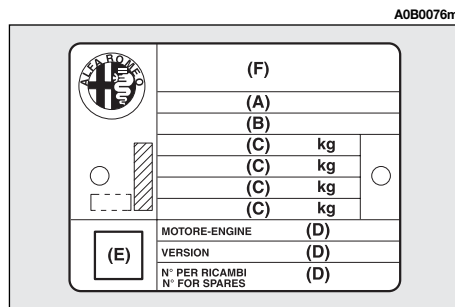 A0B0076m
ALFA ROMEO
(F)
(A)
(B)
(C) kg
(C) kg
(C) kg
(C) kg
(E)
MOTORE-ENGINE (D)
VERSION (D)
N° PER RICAMBI
N° FOR SPARES (D)